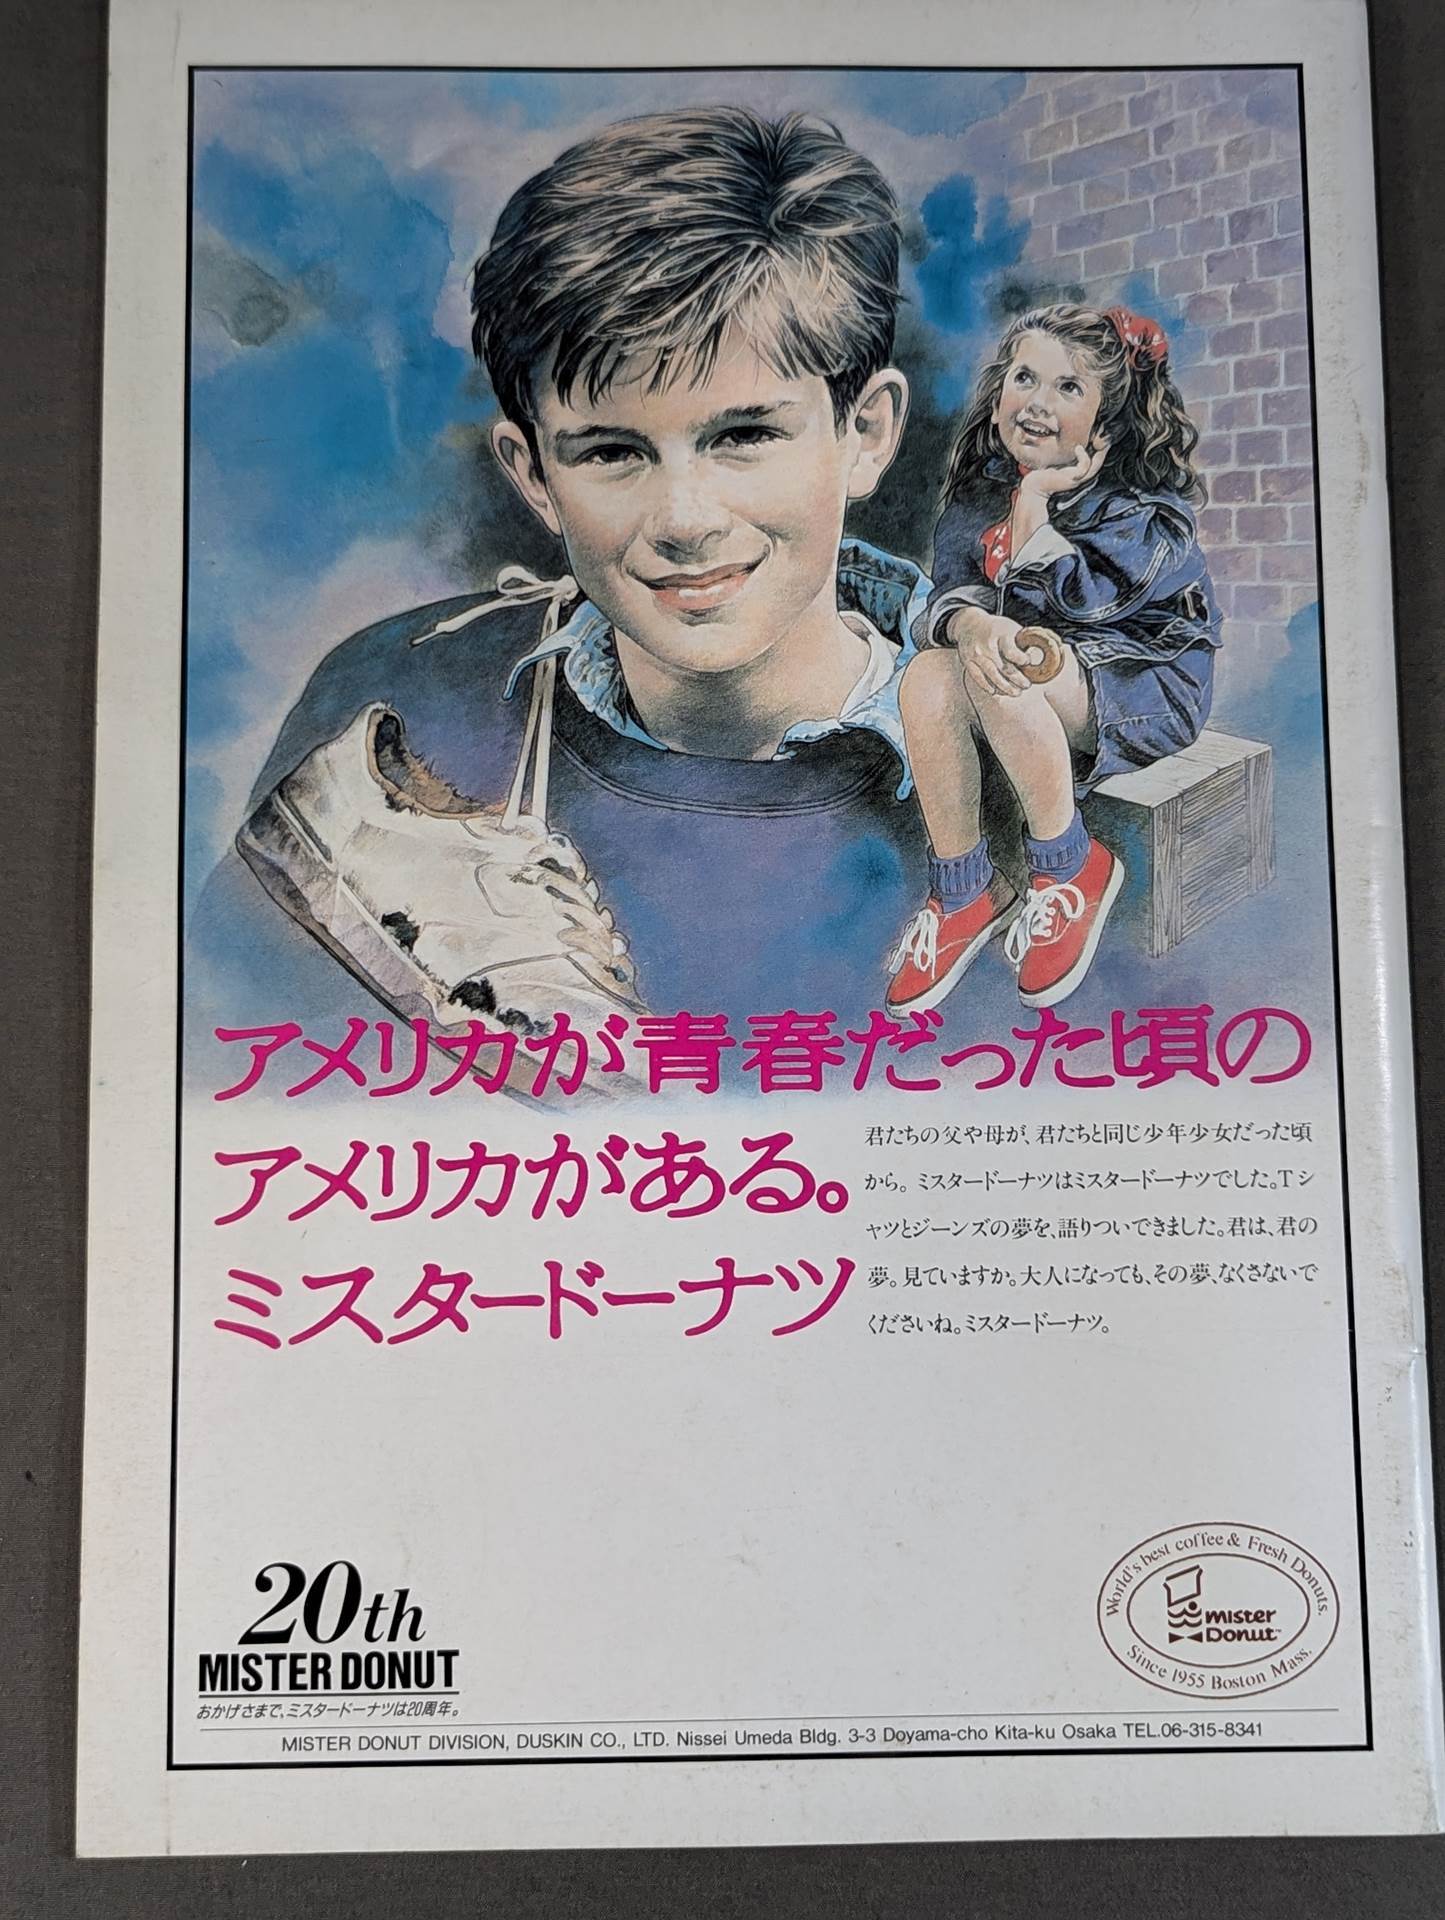 アメリカが青春だった頃の
アメリカがある。
ミスタードーナツ
君たちの父や母が、君たちと同じ少年少女だった頃
から。ミスタードーナツはミスタードーナツでした。Tシ
ャツとジーンズの夢を、語りついできました。君は、君の
夢。見ていますか。大人になっても、その夢、なくさないで
くださいね。ミスタードーナツ。
20th
MISTER DONUT
おかげさまで、ミスタードーナツは20周年。
World's best coffee & Fresh Donuts.
mister
Donut™
Since 1955 Boston Mass.
MISTER DONUT DIVISION, DUSKIN CO., LTD. Nissei Umeda Bldg. 3-3 Doyama-cho Kita-ku Osaka TEL.06-315-8341